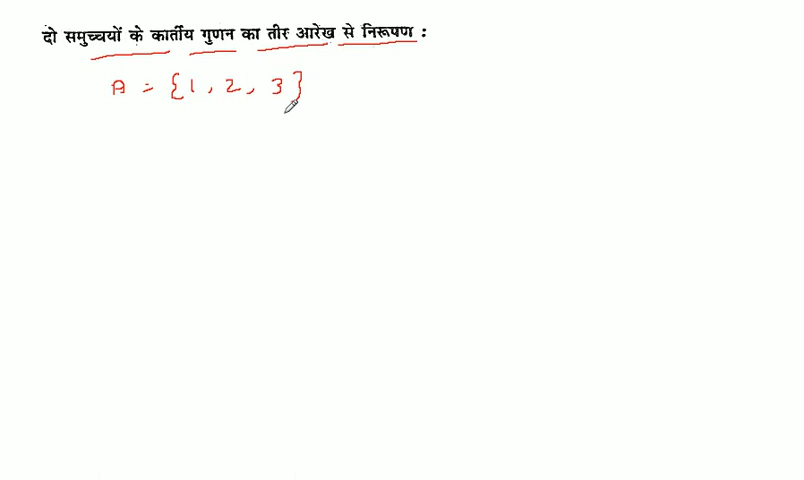 दो समुच्चयों के कार्तीय गुणन का तीर आरेख से निरूपण :
A = {1, 2, 3}